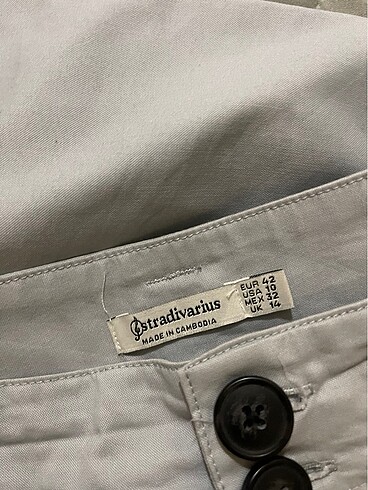 stradivarius
MADE IN CAMBODIA
EUR 42
USA 10
MEX 32
UK 14